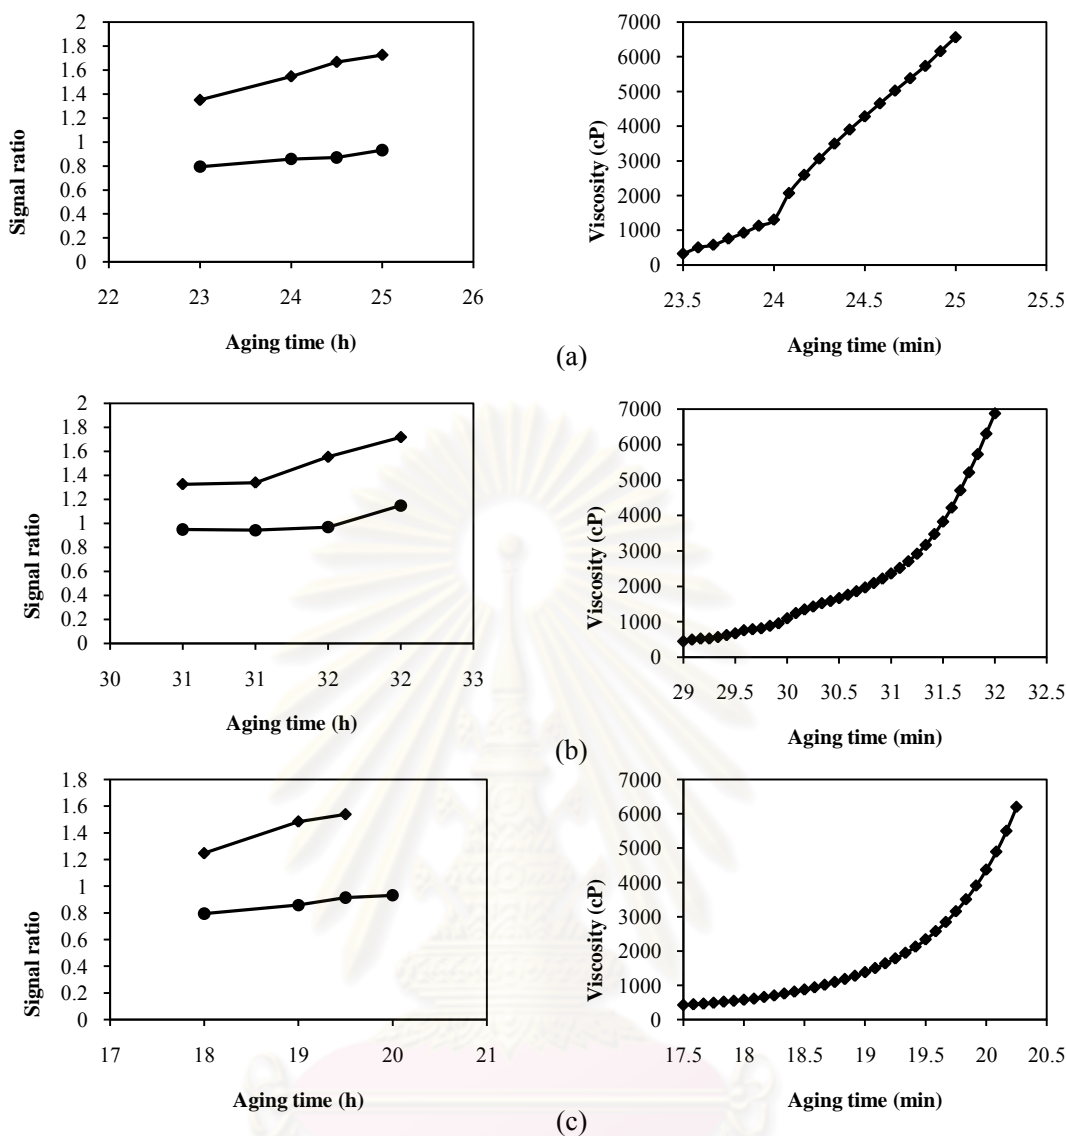 2
1.8
1.6
1.4
1.2
1
0.8
0.6
0.4
0.2
0
Signal ratio
22 23 24 25 26
Aging time (h)
7000
6000
5000
4000
3000
2000
1000
0
Viscosity (cP)
23.5 24 24.5 25 25.5
Aging time (min)
(a)
2
1.8
1.6
1.4
1.2
1
0.8
0.6
0.4
0.2
0
Signal ratio
30 31 31 32 32 33
Aging time (h)
7000
6000
5000
4000
3000
2000
1000
0
Viscosity (cP)
29 29.5 30 30.5 31 31.5 32 32.5
Aging time (min)
(b)
1.8
1.6
1.4
1.2
1
0.8
0.6
0.4
0.2
0
Signal ratio
17 18 19 20 21
Aging time (h)
7000
6000
5000
4000
3000
2000
1000
0
Viscosity (cP)
17.5 18 18.5 19 19.5 20 20.5
Aging time (min)
(c)